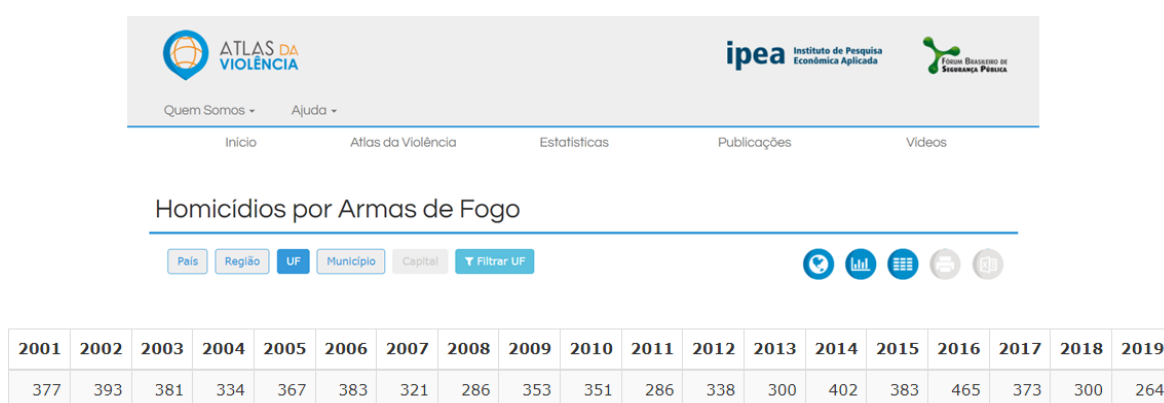 ATLAS DA
VIOLÊNCIA
ipea Instituto de Pesquisa
Econômica Aplicada
FÓRUM BRASILEIRO DE
SEGURANÇA PÚBLICA
Quem Somos Ajuda
Início Atlas da Violência Estatísticas Publicações Videos
Homicídios por Armas de Fogo
País Região UF Município Capital Filtrar UF
2001 2002 2003 2004 2005 2006 2007 2008 2009 2010 2011 2012 2013 2014 2015 2016 2017 2018 2019
377 393 381 334 367 383 321 286 353 351 286 338 300 402 383 465 373 300 264